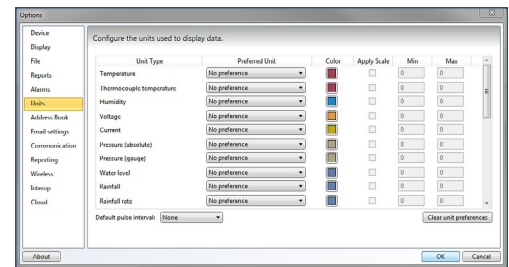 Options
Device
Display
File
Reports
Alarms
Units
Address Book
Email settings
Communication
Reporting
Wireless
Interop
Cloud
Configure the units used to display data.
Unit Type Preferred Unit Color Apply Scale Min Max
Temperature No preference 0 0
Thermocouple temperature No preference 0 0
Humidity No preference 0 0
Voltage No preference 0 0
Current No preference 0 0
Pressure (absolute) No preference 0 0
Pressure (gauge) No preference 0 0
Water level No preference 0 0
Rainfall No preference 0 0
Rainfall rate No preference 0 0
Default pulse interval: None Clear unit preferences
About OK Cancel